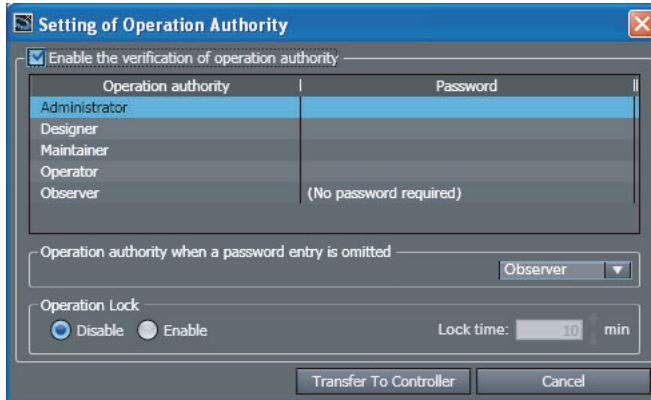 Setting of Operation Authority
Enable the verification of operation authority
Operation authority Password
Administrator
Designer
Maintainer
Operator
Observer (No password required)
Operation authority when a password entry is omitted
Observer
Operation Lock
Disable Enable Lock time: 10 min
Transfer To Controller Cancel